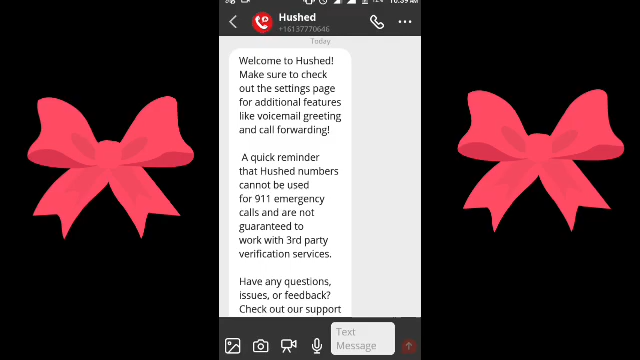 Hushed
+16137770646
Today
Welcome to Hushed!
Make sure to check
out the settings page
for additional features
like voicemail greeting
and call forwarding!
A quick reminder
that Hushed numbers
cannot be used
for 911 emergency
calls and are not
guaranteed to
work with 3rd party
verification services.
Have any questions,
issues, or feedback?
Check out our support
Text
Message